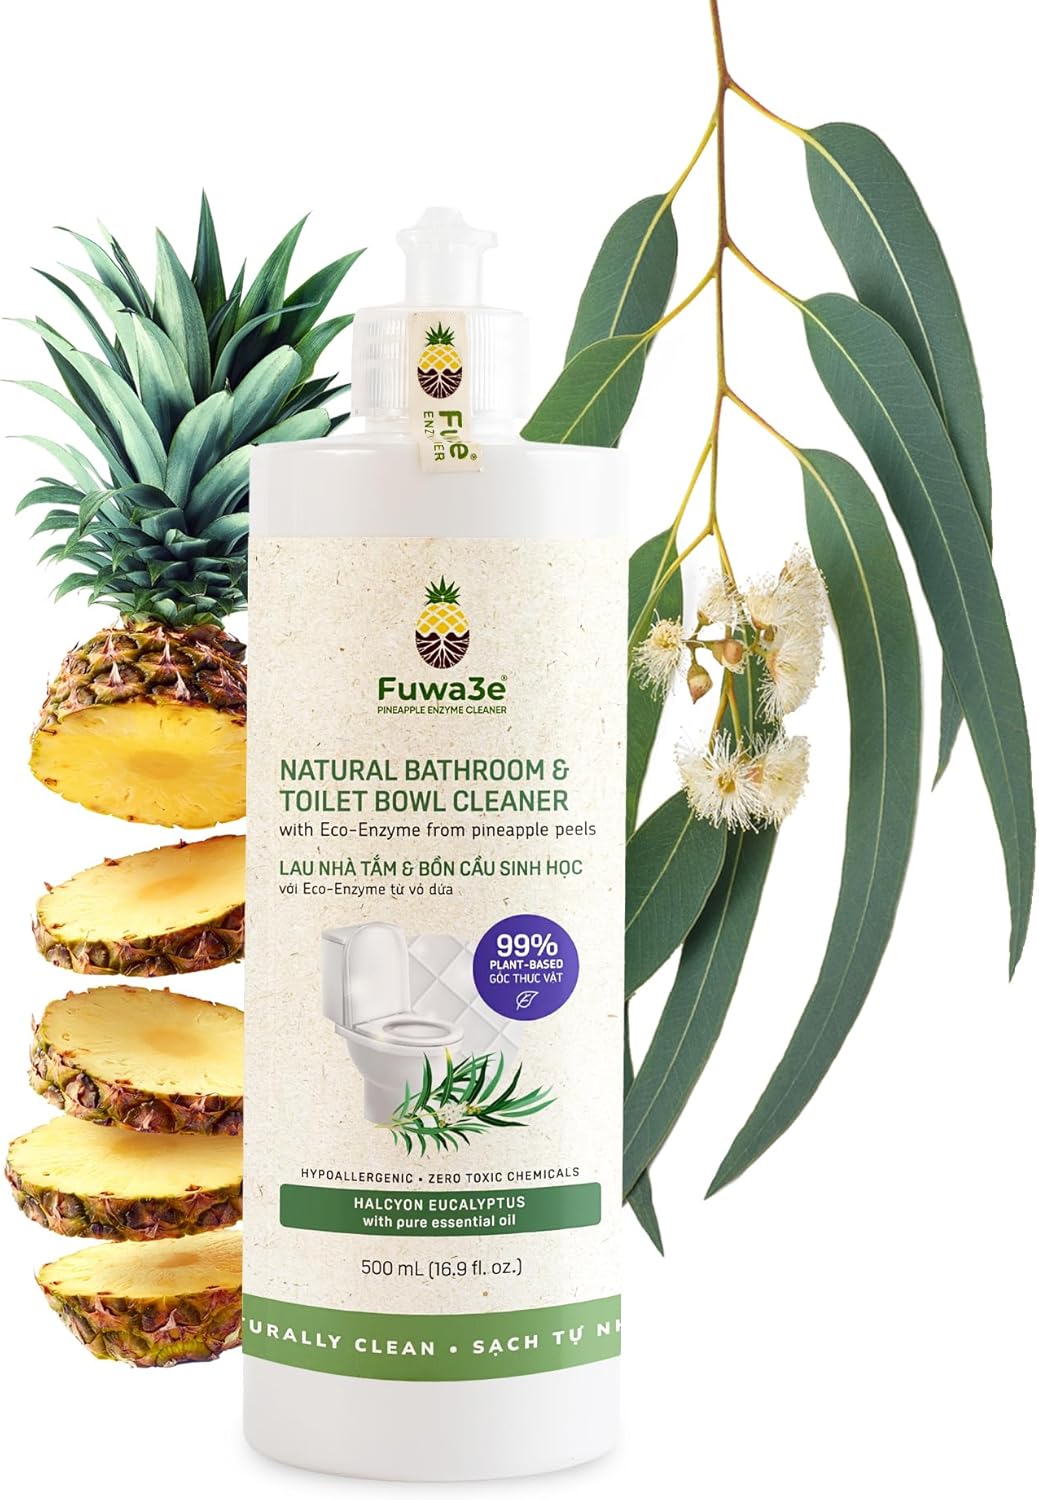 Fuwa3e®
PINEAPPLE ENZYME CLEANER
NATURAL BATHROOM &
TOILET BOWL CLEANER
with Eco-Enzyme from pineapple peels
LAU NHÀ TẮM & BỒN CẦU SINH HỌC
với Eco-Enzyme từ vỏ dứa
99%
PLANT-BASED
GỐC THỰC VẬT
HYPOALLERGENIC • ZERO TOXIC CHEMICALS
HALCYON EUCALYPTUS
with pure essential oil
500 mL (16.9 fl. oz.)
URALLY CLEAN • SẠCH TỰ NH